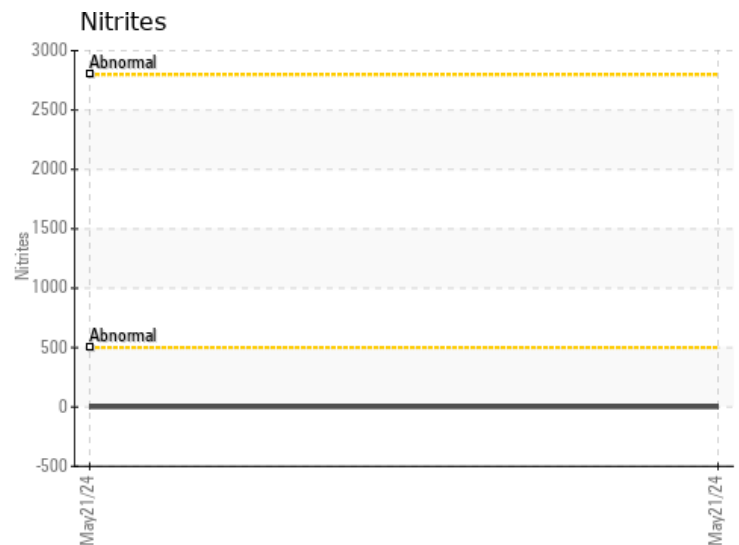 Nitrites
3000
Abnormal
2500
2000
1500
Nitrites
1000
Abnormal
500
0
-500
May21/24
May21/24